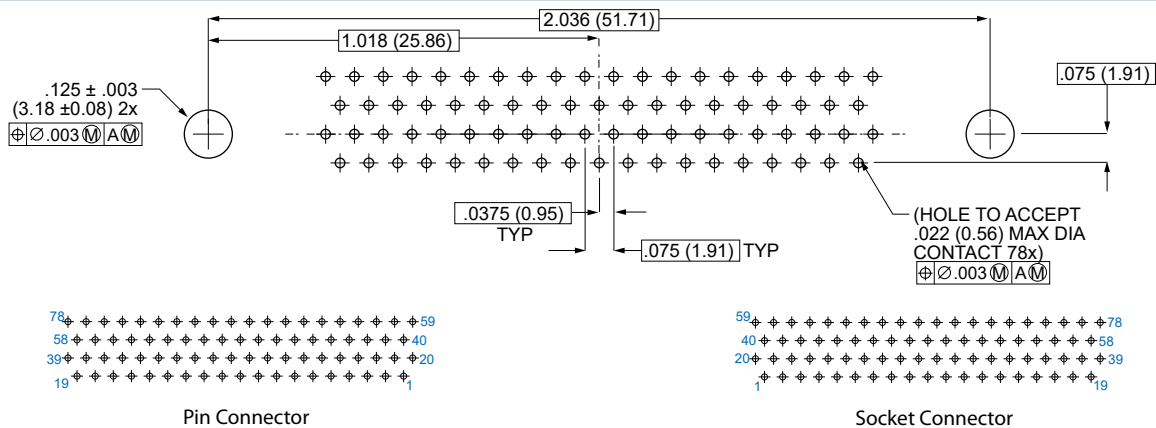 2.036 (51.71)
1.018 (25.86)
.075 (1.91)
.125 ± .003
(3.18 ±0.08) 2x
⌖ ∅ .003 Ⓜ A Ⓜ
.0375 (0.95)
TYP
.075 (1.91) TYP
(HOLE TO ACCEPT
.022 (0.56) MAX DIA
CONTACT 78x)
⌖ ∅ .003 Ⓜ A Ⓜ
78 59
58 40
39 20
19 1
Pin Connector
59 78
40 58
20 39
1 19
Socket Connector